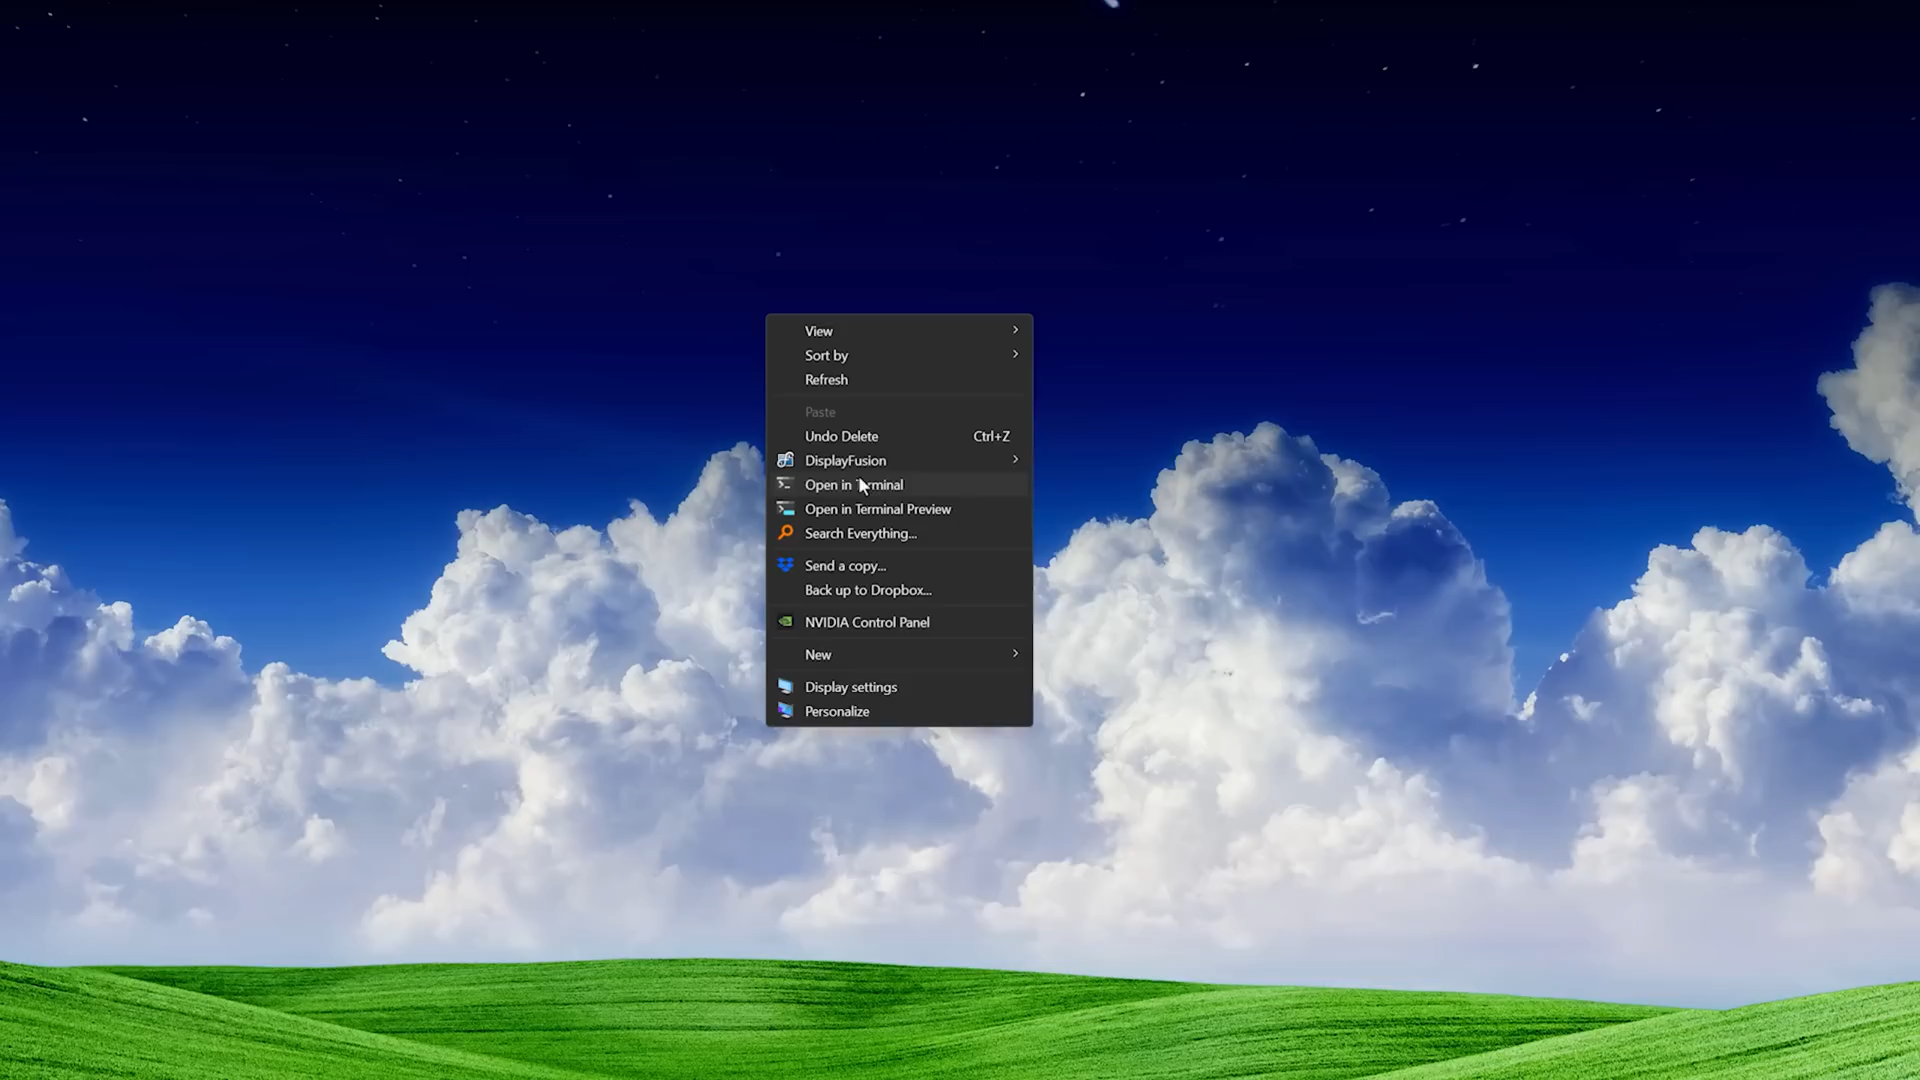 View
Sort by
Refresh
Paste
Undo Delete Ctrl+Z
DisplayFusion
Open in Terminal
Open in Terminal Preview
Search Everything...
Send a copy...
Back up to Dropbox...
NVIDIA Control Panel
New
Display settings
Personalize